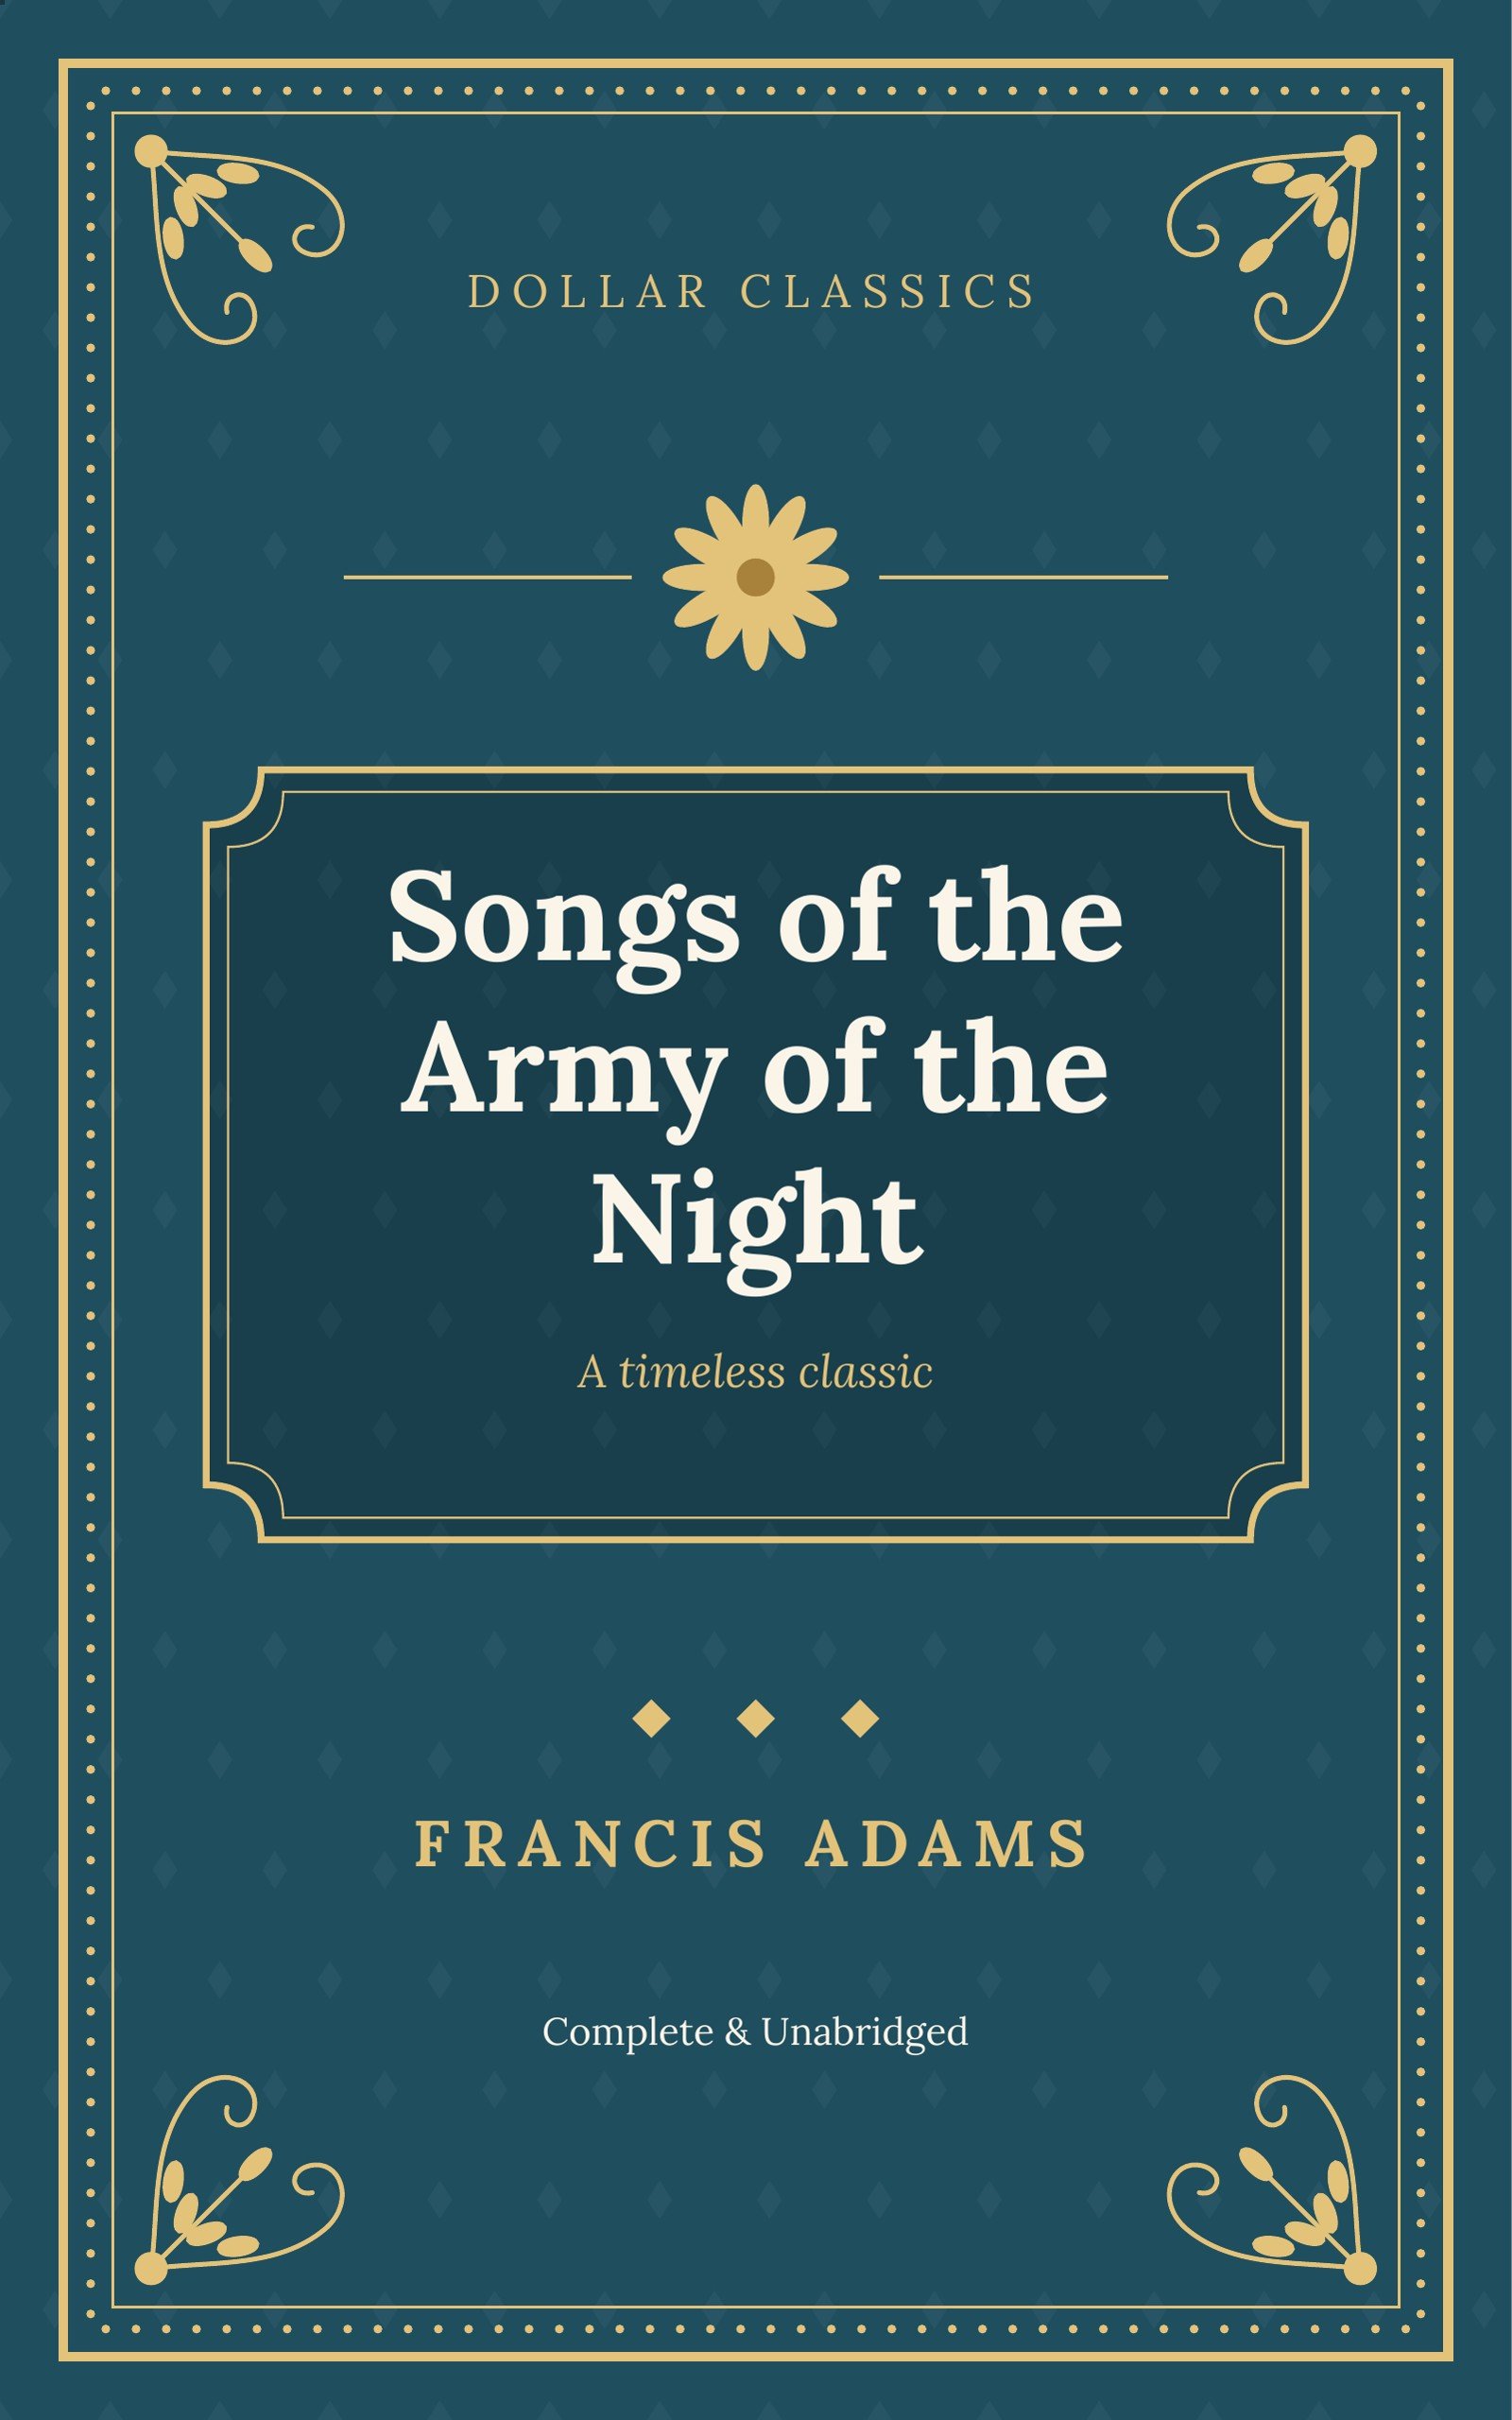 DOLLAR CLASSICS
Songs of the
Army of the
Night
A timeless classic
FRANCIS ADAMS
Complete & Unabridged